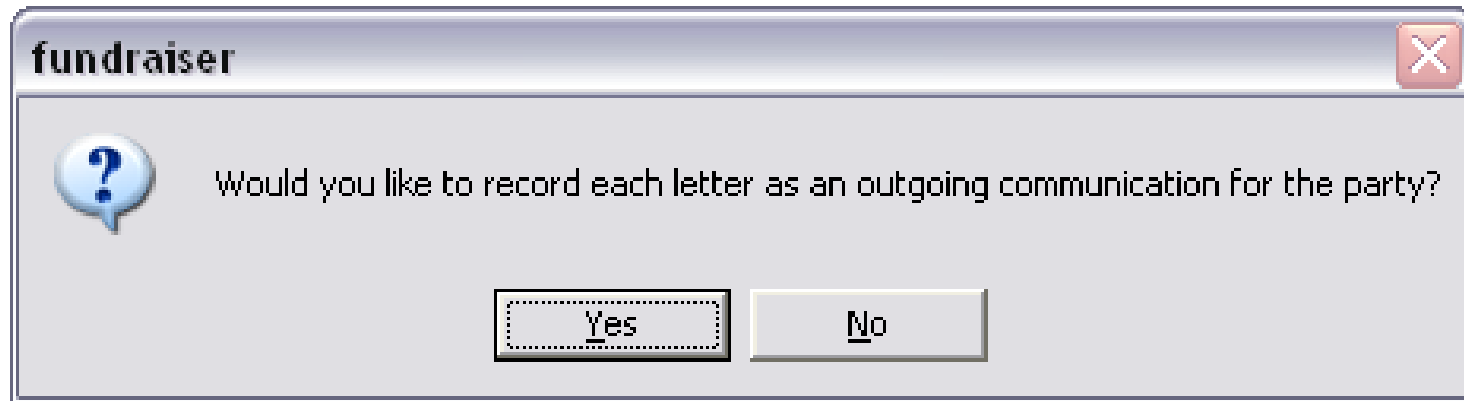 fundraiser
Would you like to record each letter as an outgoing communication for the party?
Yes
No